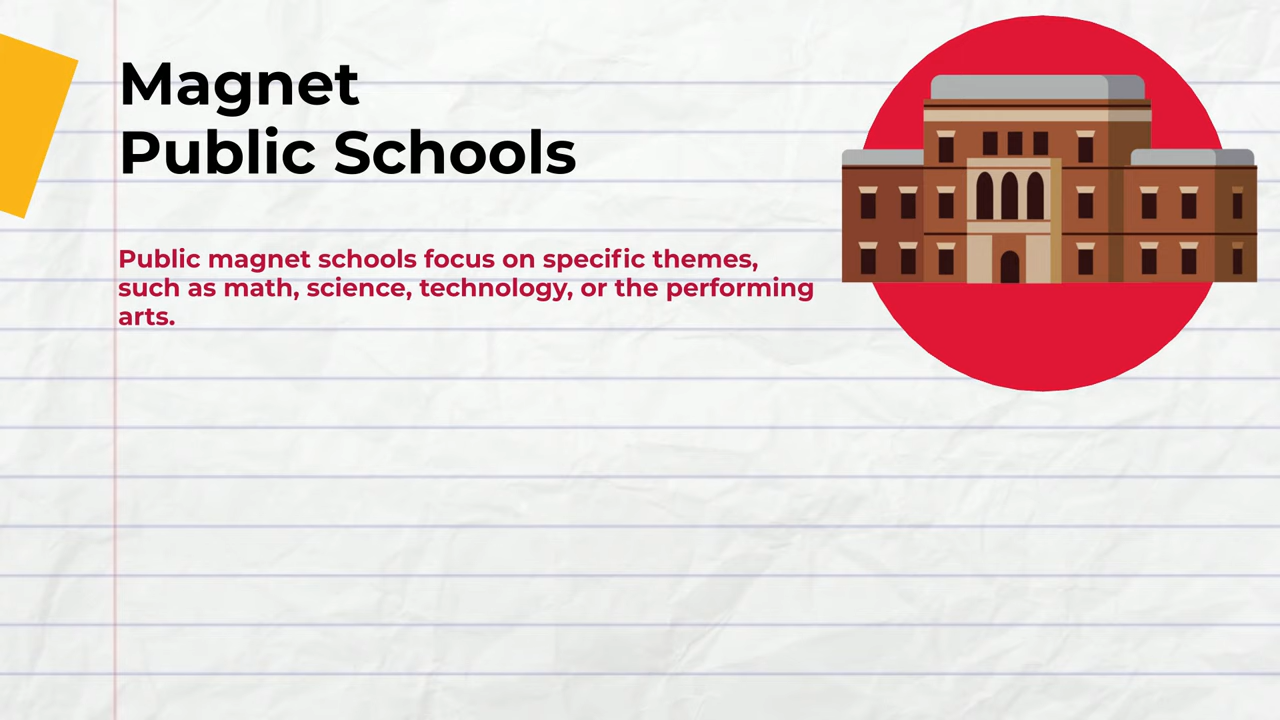 Magnet
Public Schools
Public magnet schools focus on specific themes,
such as math, science, technology, or the performing
arts.